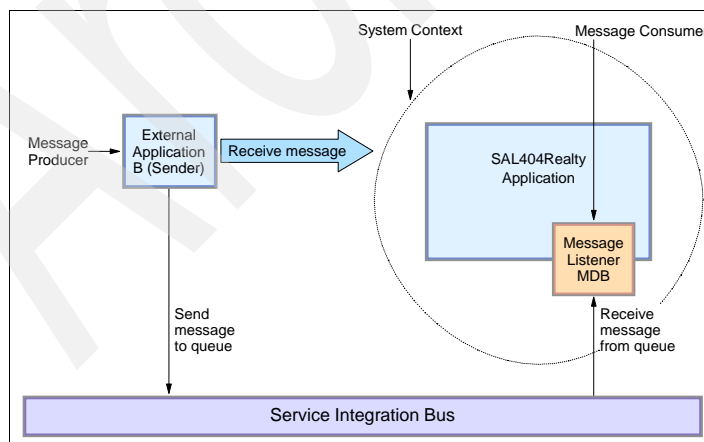 System Context
Message Consumer
Message
Producer
External
Application
B (Sender)
Receive message
SAL404Realty
Application
Message
Listener
MDB
Send
message
to queue
Receive
message
from queue
Service Integration Bus